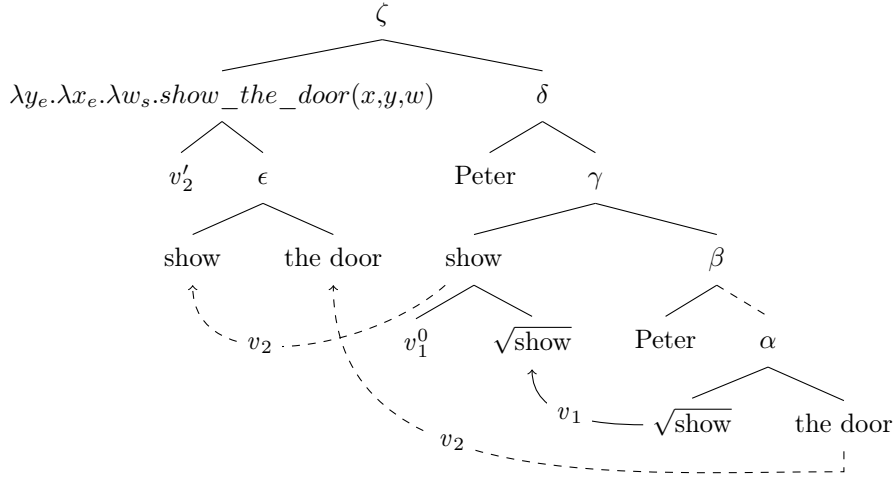 ζ
λy_e.λx_e.λw_s.show_the_door(x,y,w) δ
v′_2 ϵ Peter γ
show the door show β
v_2 v^0_1 √show Peter α
v_1 √show the door
v_2